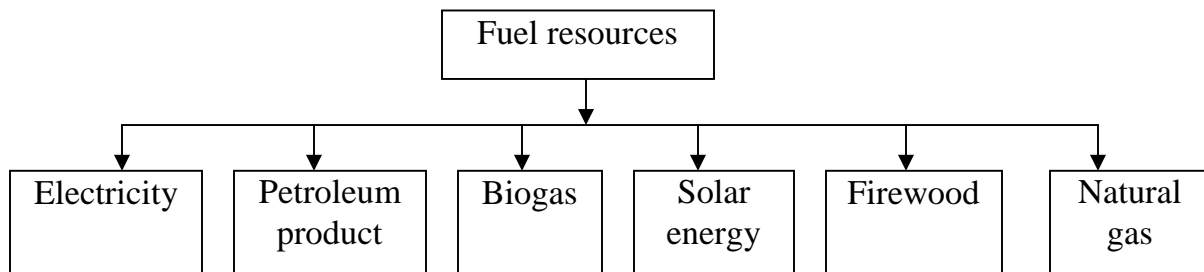 Fuel resources
Electricity
Petroleum
product
Biogas
Solar
energy
Firewood
Natural
gas